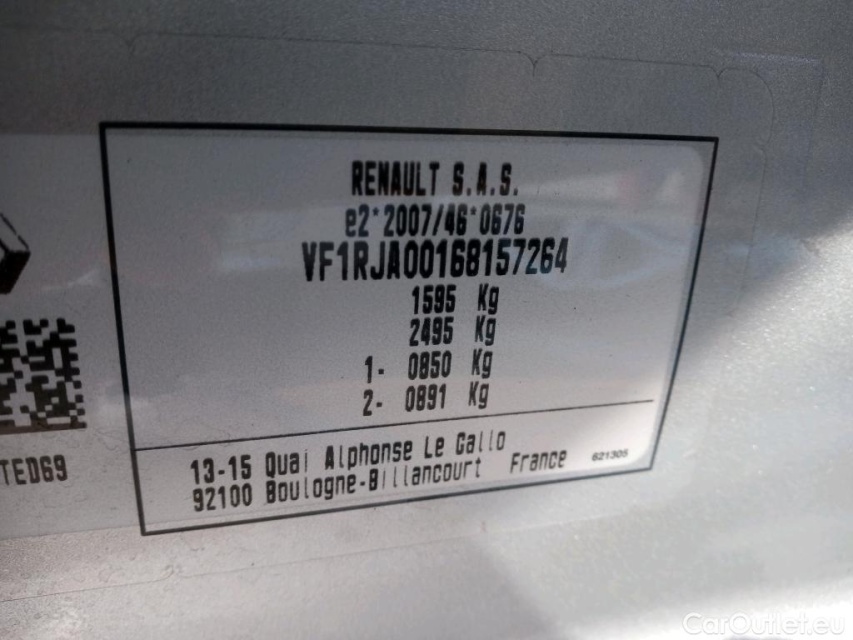 RENAULT S.A.S.
e2*2007/46*0676
VF1RJA00168157264
1595 Kg
2495 Kg
1- 0850 Kg
2- 0891 Kg
13-15 Quai Alphonse Le Gallo
92100 Boulogne-Billancourt France
621305
TED69
CarOutlet.eu